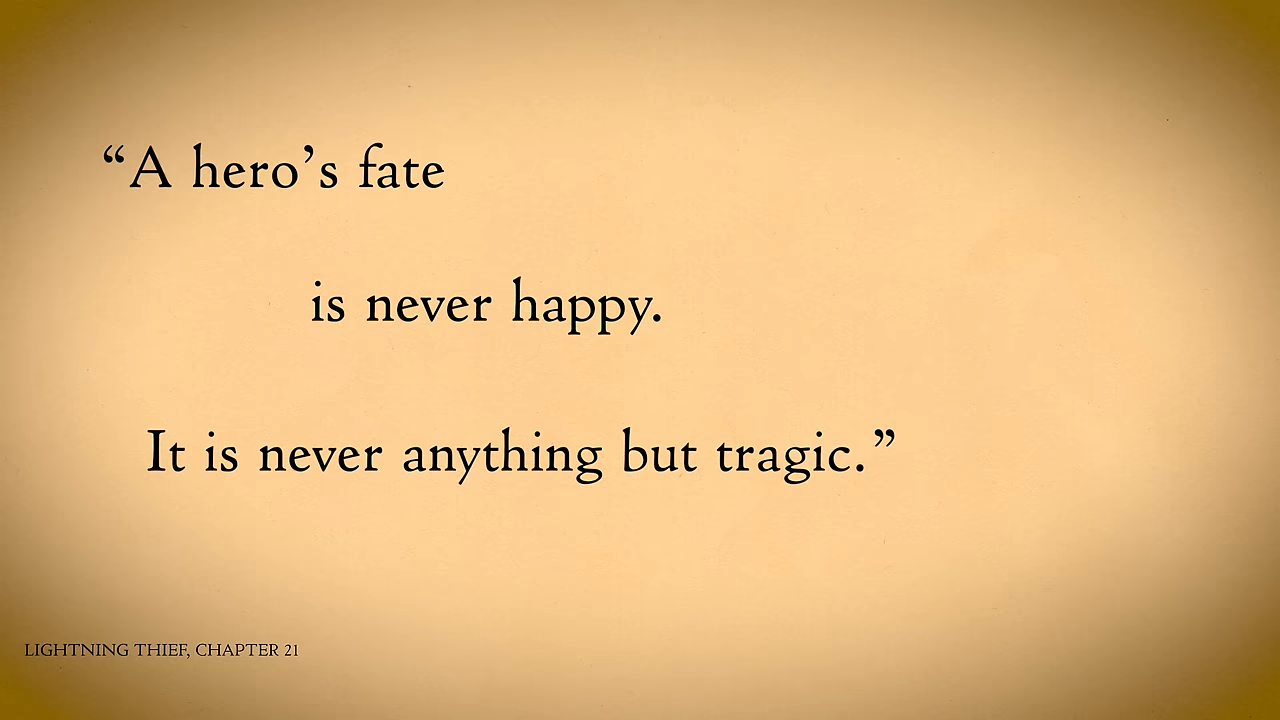 “A hero’s fate
is never happy.
It is never anything but tragic.”
LIGHTNING THIEF, CHAPTER 21